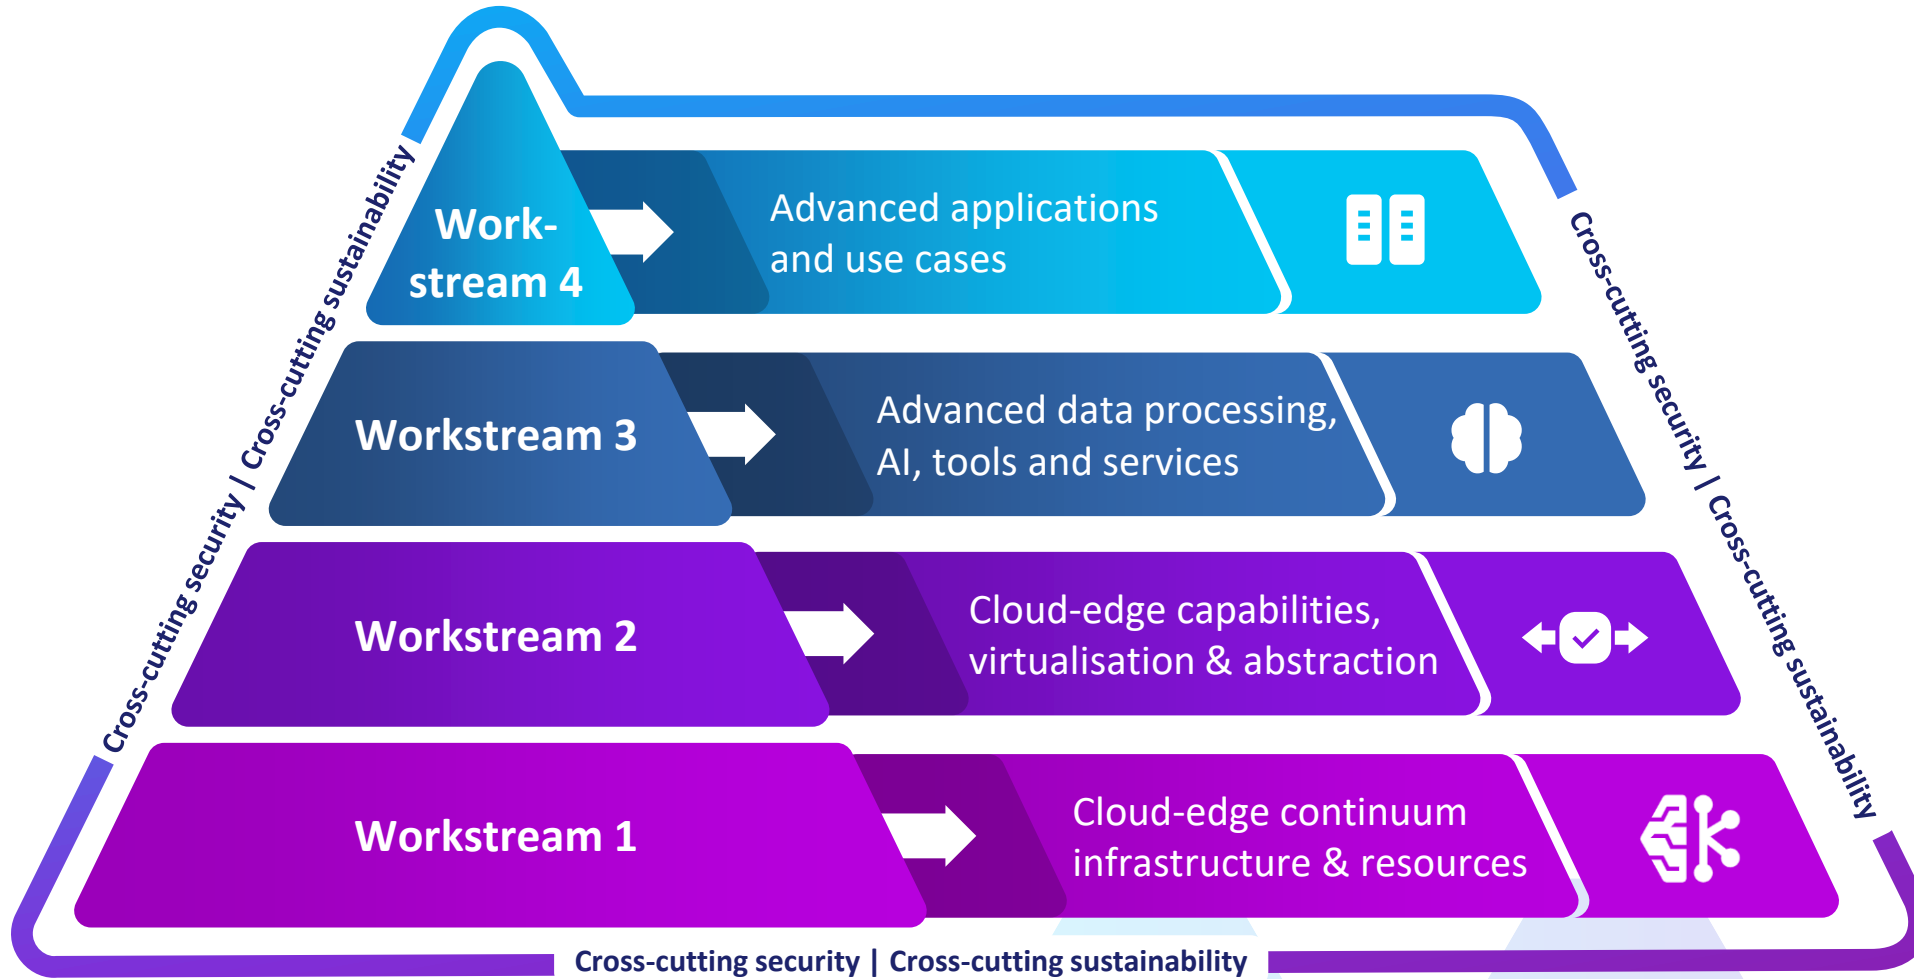 Work-
stream 4
Advanced applications
and use cases
Workstream 3
Advanced data processing,
AI, tools and services
Workstream 2
Cloud-edge capabilities,
virtualisation & abstraction
Workstream 1
Cloud-edge continuum
infrastructure & resources
Cross-cutting security | Cross-cutting sustainability
Cross-cutting security | Cross-cutting sustainability
Cross-cutting security | Cross-cutting sustainability